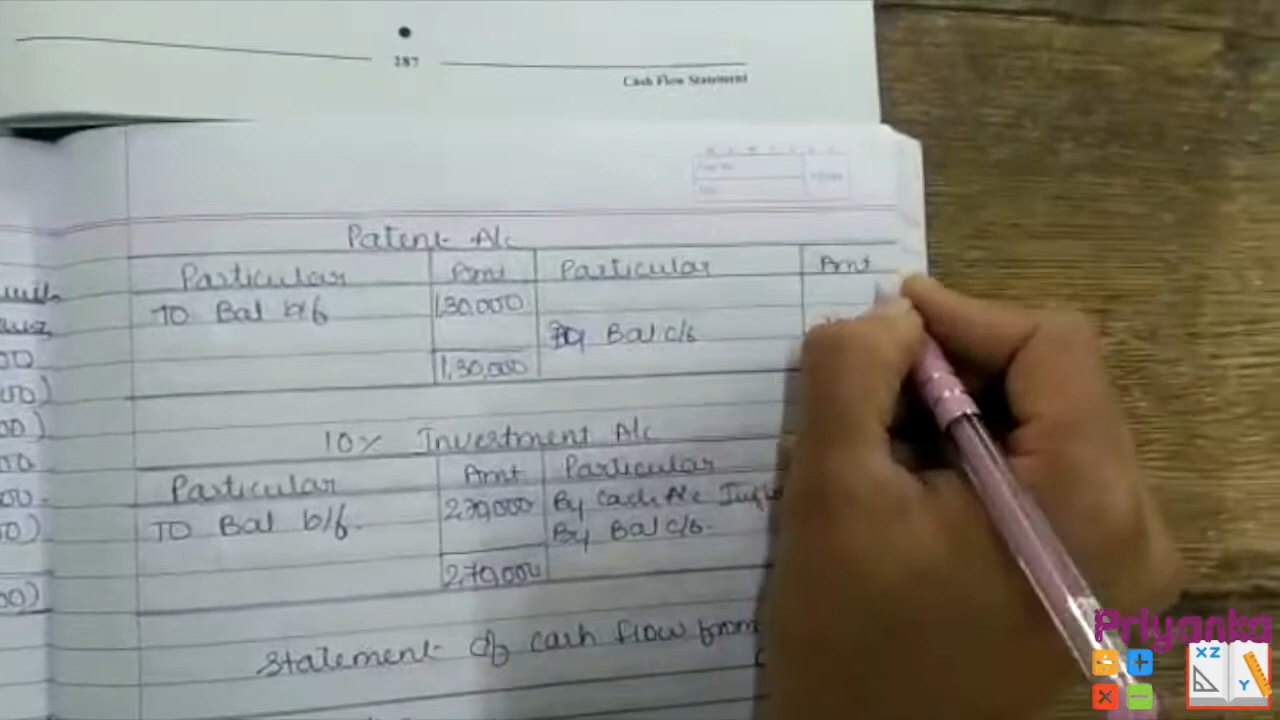 287
Cash Flow Statement
Patent A/c
Particular Amt Particular Amt
TO Bal b/f 1,30,000
By Bal c/f
1,30,000
10% Investment A/c
Particular Amt Particular
TO Bal b/f. 2,70,000 By Cash A/c
By Bal c/f.
2,70,000
Statement of cash flow from
Priyanka
XZ
Y